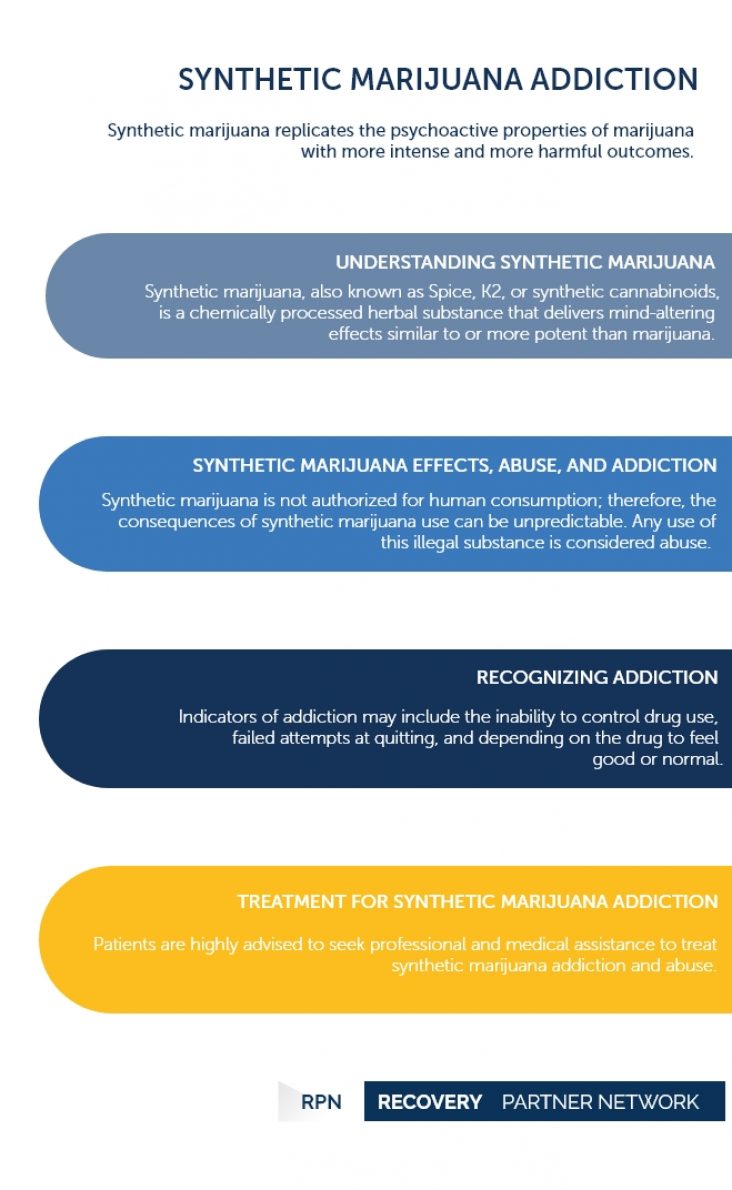 SYNTHETIC MARIJUANA ADDICTION
Synthetic marijuana replicates the psychoactive properties of marijuana
with more intense and more harmful outcomes.
UNDERSTANDING SYNTHETIC MARIJUANA
Synthetic marijuana, also known as Spice, K2, or synthetic cannabinoids,
is a chemically processed herbal substance that delivers mind-altering
effects similar to or more potent than marijuana.
SYNTHETIC MARIJUANA EFFECTS, ABUSE, AND ADDICTION
Synthetic marijuana is not authorized for human consumption; therefore, the
consequences of synthetic marijuana use can be unpredictable. Any use of
this illegal substance is considered abuse.
RECOGNIZING ADDICTION
Indicators of addiction may include the inability to control drug use,
failed attempts at quitting, and depending on the drug to feel
good or normal.
TREATMENT FOR SYNTHETIC MARIJUANA ADDICTION
Patients are highly advised to seek professional and medical assistance to treat
synthetic marijuana addiction and abuse.
RPN RECOVERY PARTNER NETWORK